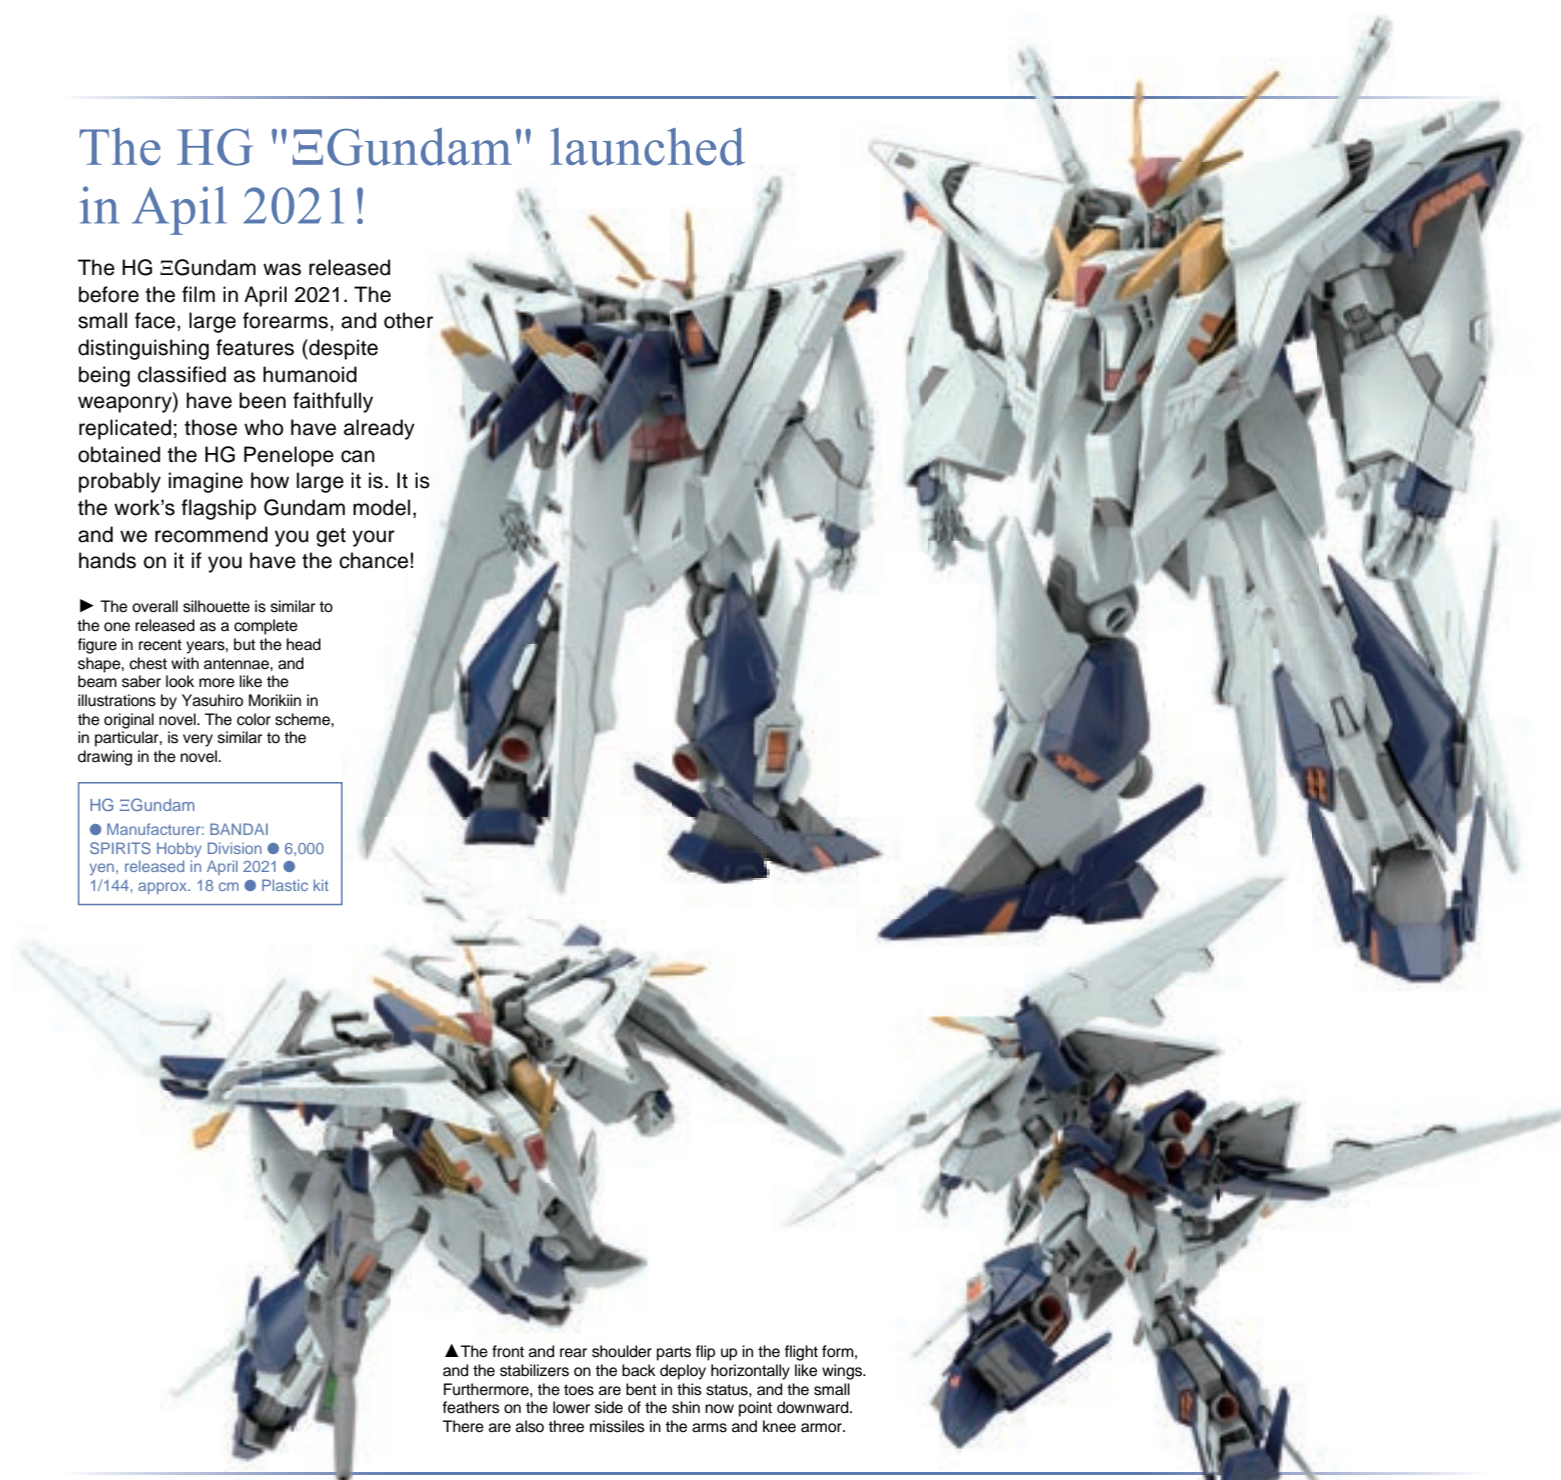 The HG "ΞGundam" launched
in Apil 2021!
The HG ΞGundam was released
before the film in April 2021. The
small face, large forearms, and other
distinguishing features (despite
being classified as humanoid
weaponry) have been faithfully
replicated; those who have already
obtained the HG Penelope can
probably imagine how large it is. It is
the work's flagship Gundam model,
and we recommend you get your
hands on it if you have the chance!
► The overall silhouette is similar to
the one released as a complete
figure in recent years, but the head
shape, chest with antennae, and
beam saber look more like the
illustrations by Yasuhiro Morikiin in
the original novel. The color scheme,
in particular, is very similar to the
drawing in the novel.
HG ΞGundam
● Manufacturer: BANDAI
SPIRITS Hobby Division ● 6,000
yen, released in April 2021 ●
1/144, approx. 18 cm ● Plastic kit
▲The front and rear shoulder parts flip up in the flight form,
and the stabilizers on the back deploy horizontally like wings.
Furthermore, the toes are bent in this status, and the small
feathers on the lower side of the shin now point downward.
There are also three missiles in the arms and knee armor.